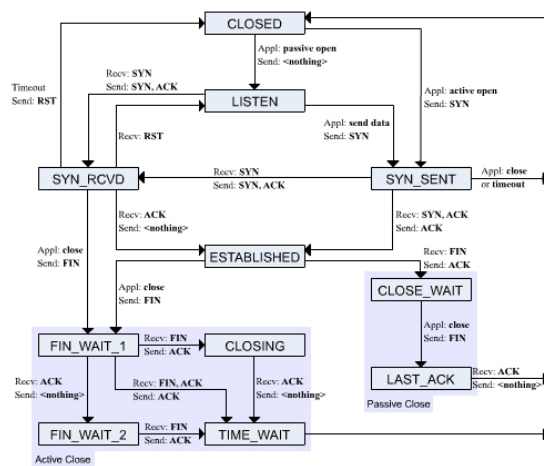 CLOSED
Appl: passive open
Send: <nothing>
Recv: SYN
Send: SYN, ACK
Timeout
Send: RST
Appl: active open
Send: SYN
LISTEN
Recv: RST
Appl: send data
Send: SYN
SYN_RCVD
Recv: SYN
Send: SYN, ACK
SYN_SENT
Appl: close
or timeout
Recv: ACK
Send: <nothing>
Recv: SYN, ACK
Send: ACK
Appl: close
Send: FIN
ESTABLISHED
Recv: FIN
Send: ACK
Appl: close
Send: FIN
CLOSE_WAIT
Appl: close
Send: FIN
FIN_WAIT_1
Recv: FIN
Send: ACK
CLOSING
LAST_ACK
Recv: ACK
Send: <nothing>
Recv: ACK
Send: <nothing>
Recv: FIN, ACK
Send: ACK
Recv: ACK
Send: <nothing>
Passive Close
FIN_WAIT_2
Recv: FIN
Send: ACK
TIME_WAIT
Active Close